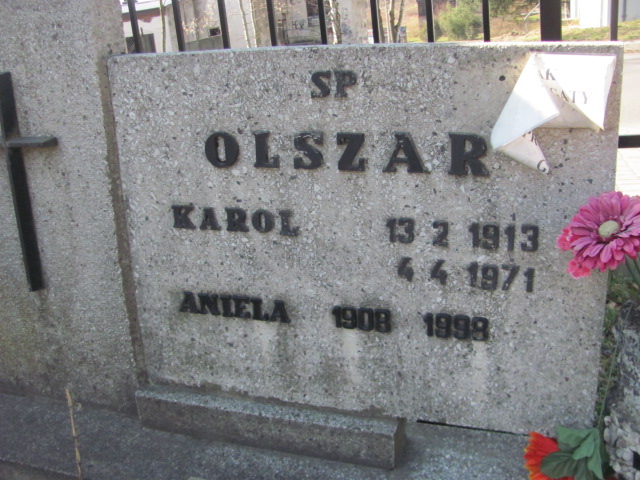 SP
OLSZAR
KAROL 13 2 1913
4 4 1971
ANIELA 1908 1998